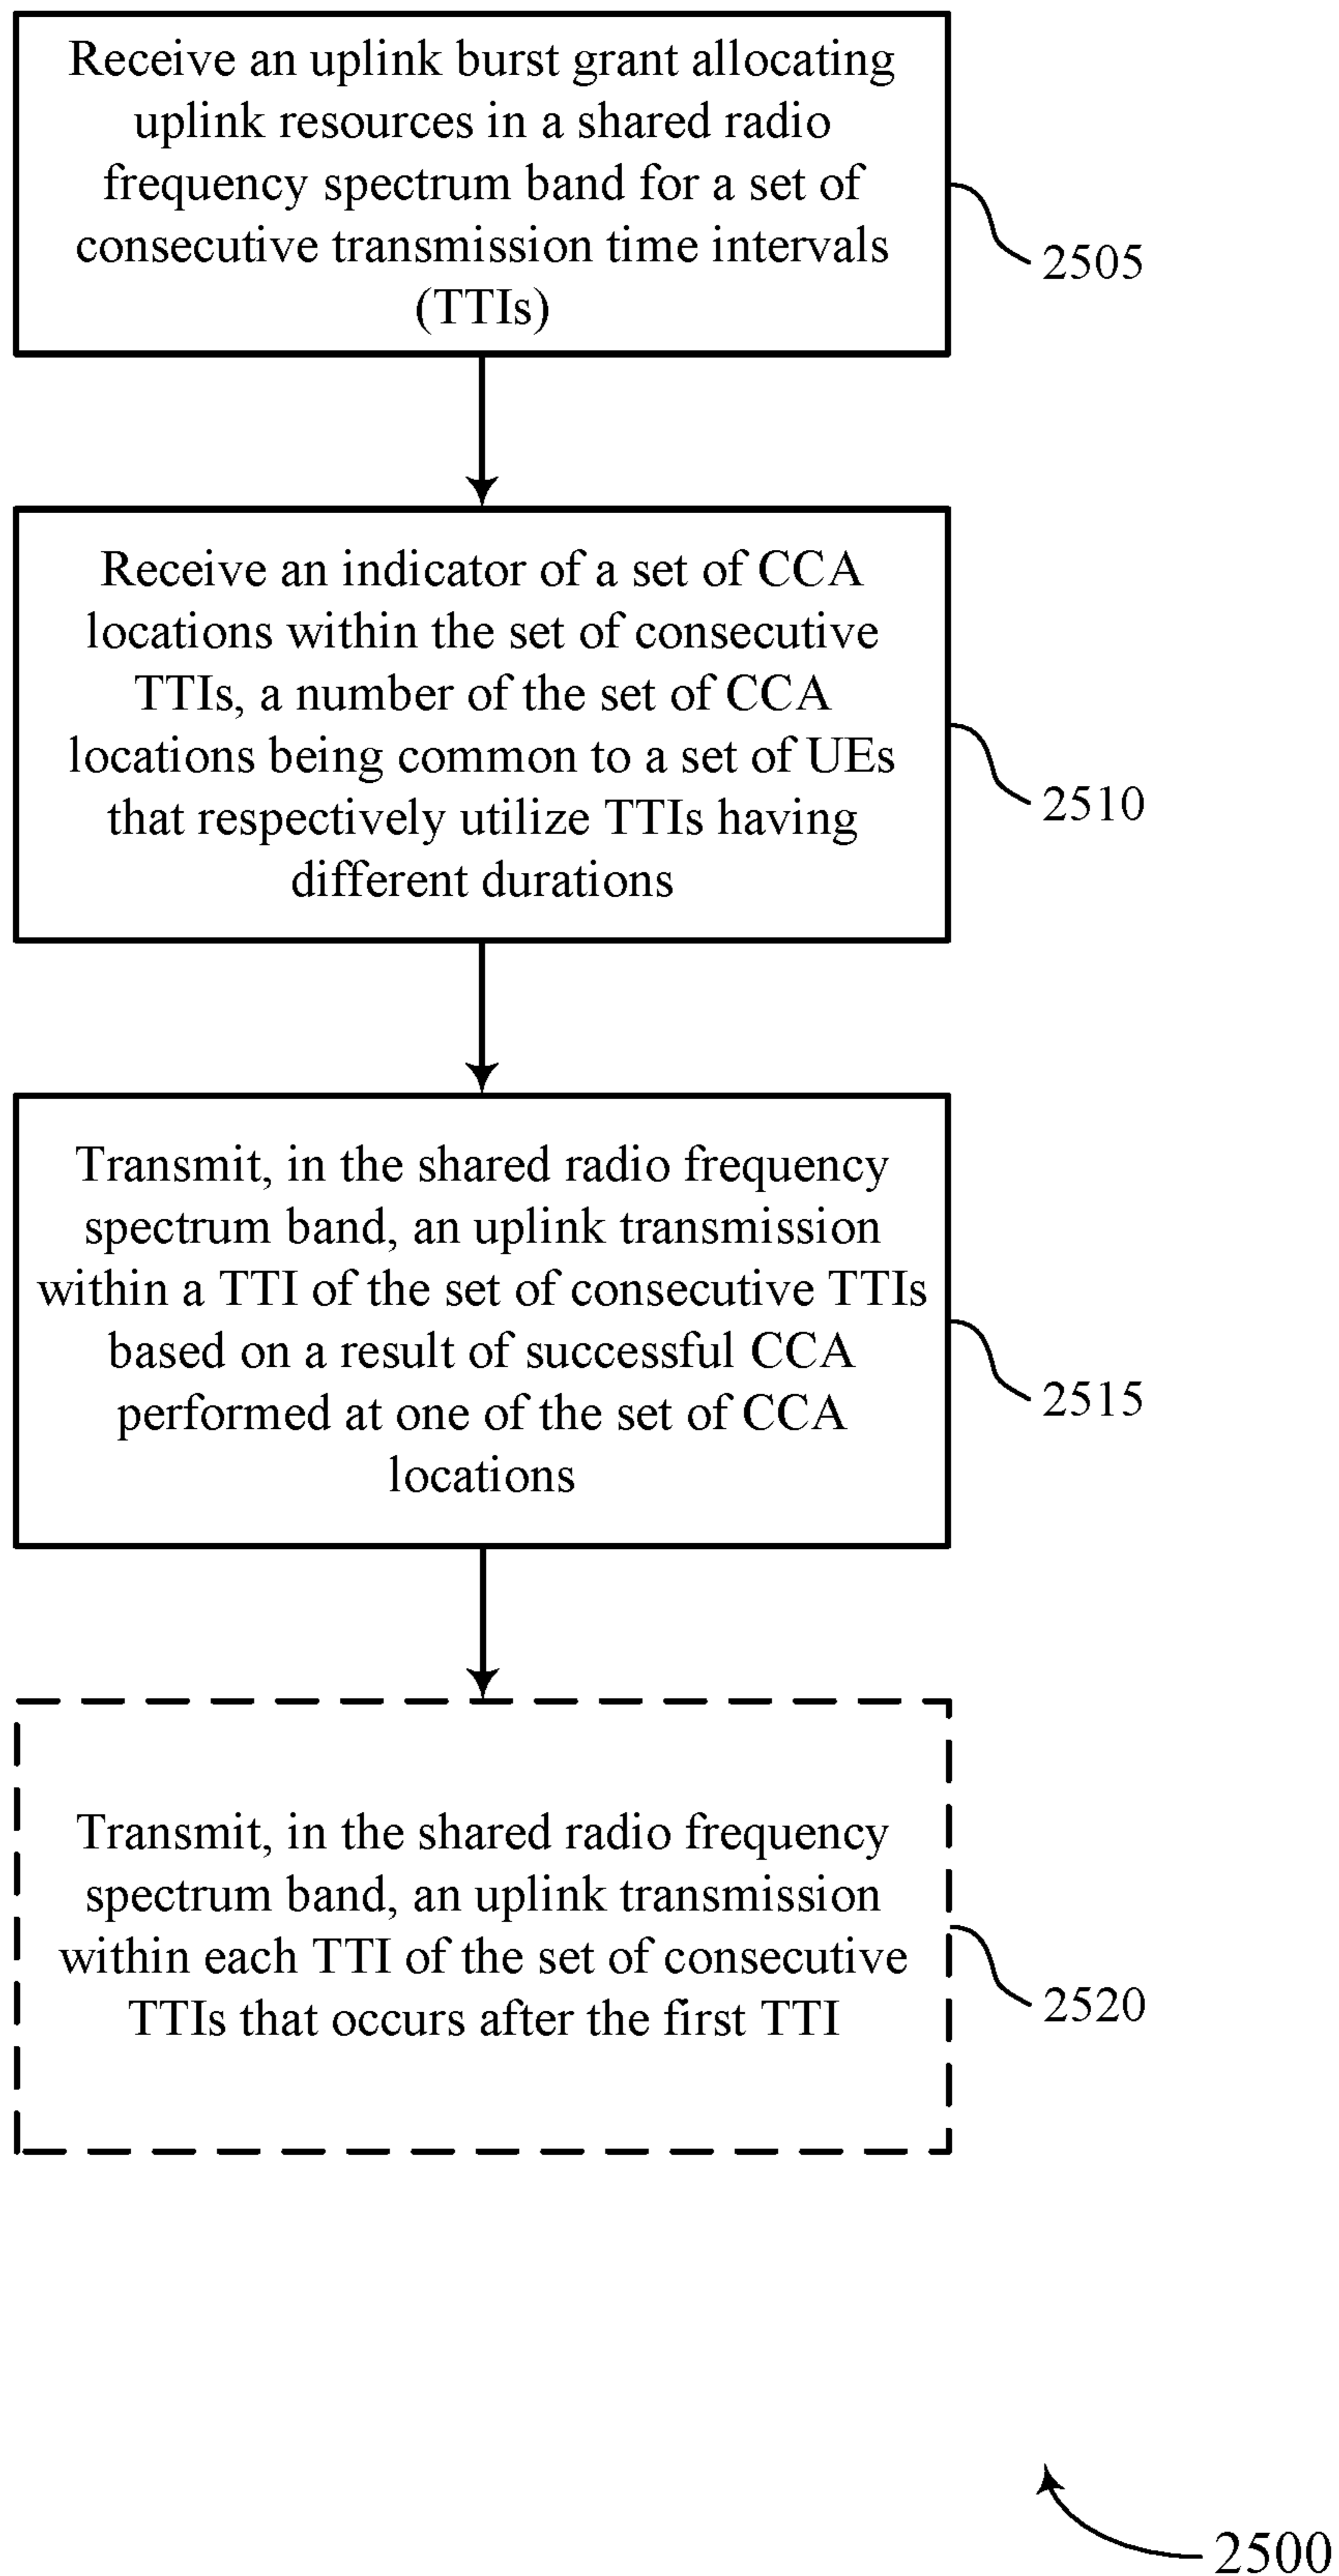 Receive an uplink burst grant allocating
uplink resources in a shared radio
frequency spectrum band for a set of
consecutive transmission time intervals
(TTIs)
2505
Receive an indicator of a set of CCA
locations within the set of consecutive
TTIs, a number of the set of CCA
locations being common to a set of UEs
that respectively utilize TTIs having
different durations
2510
Transmit, in the shared radio frequency
spectrum band, an uplink transmission
within a TTI of the set of consecutive TTIs
based on a result of successful CCA
performed at one of the set of CCA
locations
2515
Transmit, in the shared radio frequency
spectrum band, an uplink transmission
within each TTI of the set of consecutive
TTIs that occurs after the first TTI
2520
2500